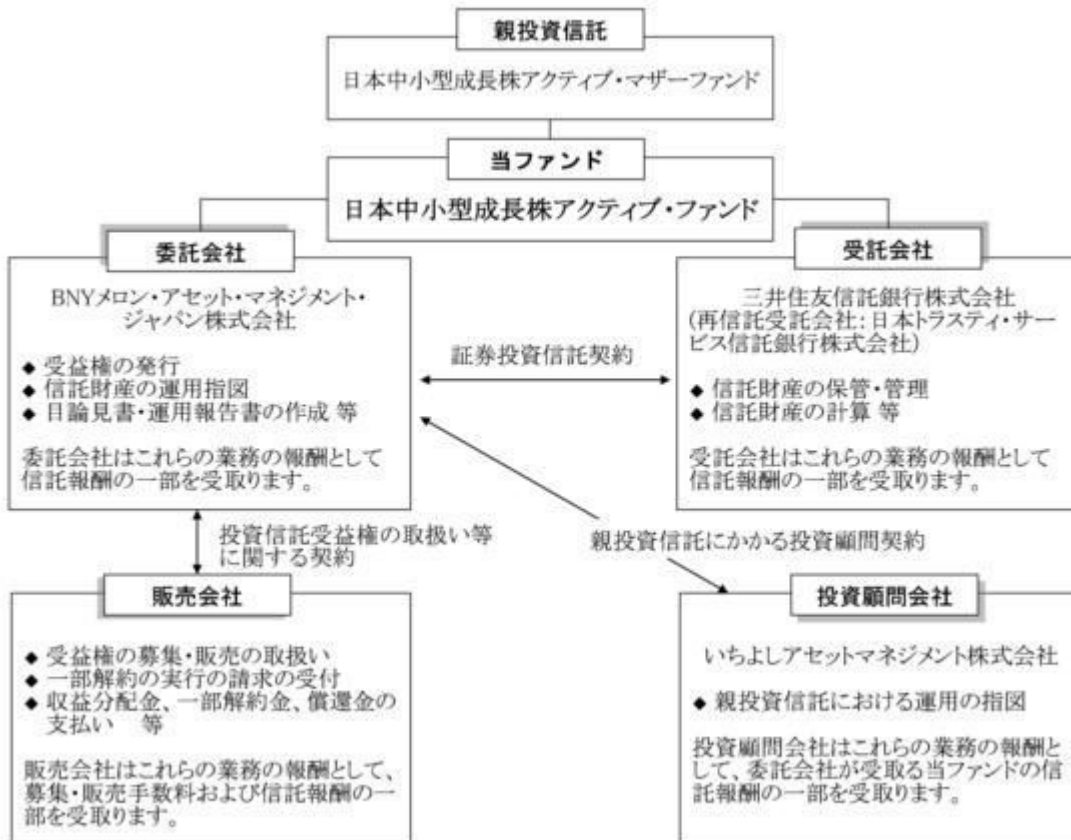 親投資信託
日本中小型成長株アクティブ・マザーファンド
当ファンド
日本中小型成長株アクティブ・ファンド
委託会社
BNYメロン・アセット・マネジメント・
ジャパン株式会社
◆ 受益権の発行
◆ 信託財産の運用指図
◆ 目論見書・運用報告書の作成 等
委託会社はこれらの業務の報酬として
信託報酬の一部を受取ります。
証券投資信託契約
受託会社
三井住友信託銀行株式会社
(再信託受託会社:日本トラスティ・サー
ビス信託銀行株式会社)
◆ 信託財産の保管・管理
◆ 信託財産の計算 等
受託会社はこれらの業務の報酬として
信託報酬の一部を受取ります。
投資信託受益権の取扱い等
に関する契約
親投資信託にかかる投資顧問契約
販売会社
◆ 受益権の募集・販売の取扱い
◆ 一部解約の実行の請求の受付
◆ 収益分配金、一部解約金、償還金の
支払い 等
販売会社はこれらの業務の報酬として、
募集・販売手数料および信託報酬の一
部を受取ります。
投資顧問会社
いちよしアセットマネジメント株式会社
◆ 親投資信託における運用の指図
投資顧問会社はこれらの業務の報酬と
して、委託会社が受取る当ファンドの信
託報酬の一部を受取ります。